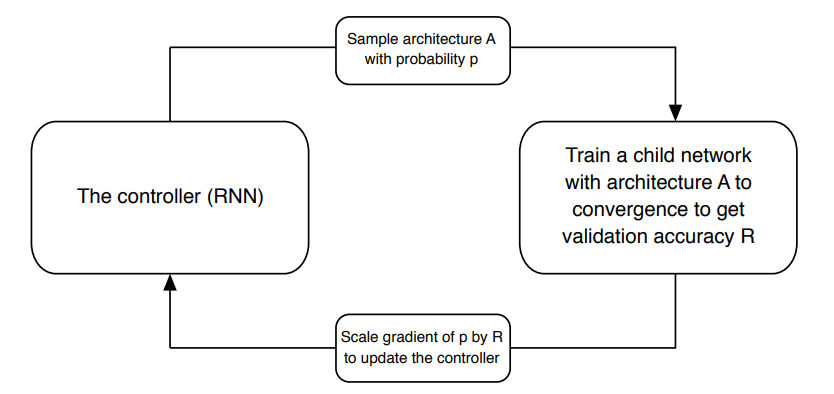 Sample architecture A
with probability p
The controller (RNN)
Train a child network
with architecture A to
convergence to get
validation accuracy R
Scale gradient of p by R
to update the controller